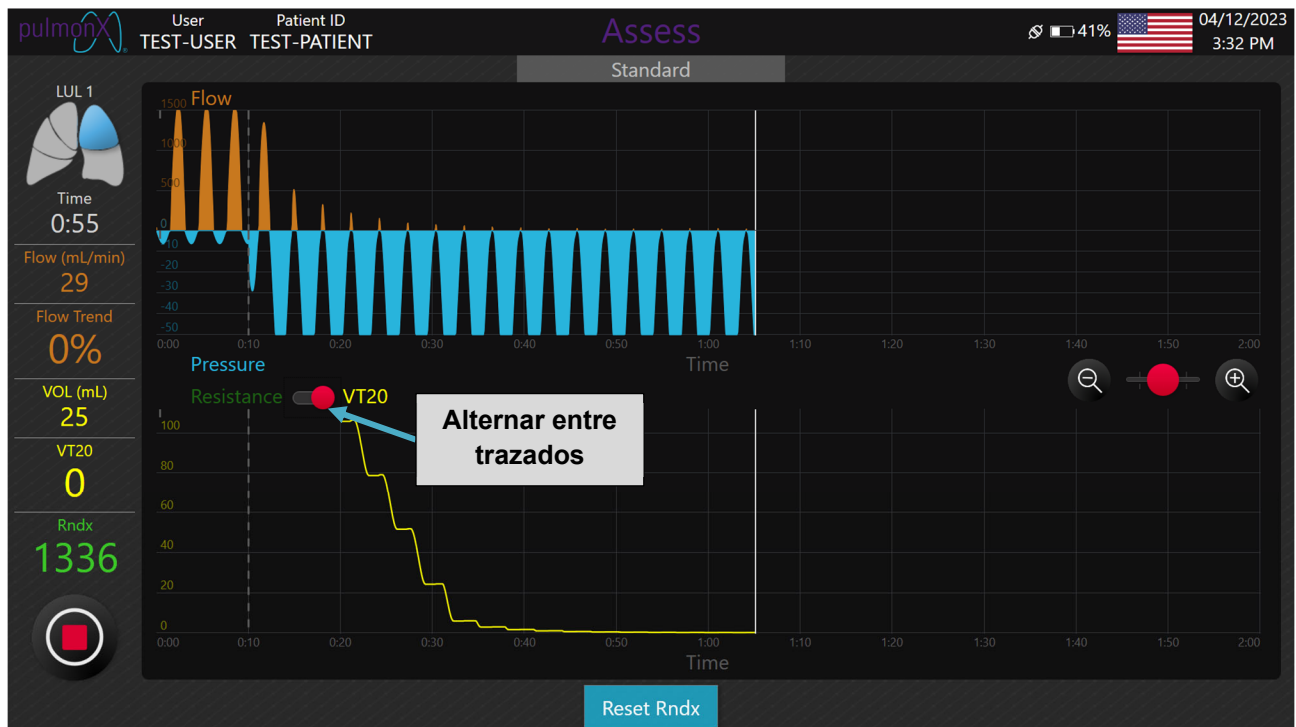 pulmonX
User
TEST-USER
Patient ID
TEST-PATIENT
Assess
41%
04/12/2023
3:32 PM
Standard
LUL 1
Time
0:55
Flow (mL/min)
29
Flow Trend
0%
VOL (mL)
25
VT20
0
Rndx
1336
Flow
1500
1000
500
0
-10
-20
-30
-40
-50
0:00 0:10 0:20 0:30 0:40 0:50 1:00 1:10 1:20 1:30 1:40 1:50 2:00
Pressure
Time
Resistance VT20
Alternar entre
trazados
100
80
60
40
20
0
0:00 0:10 0:20 0:30 0:40 0:50 1:00 1:10 1:20 1:30 1:40 1:50 2:00
Time
Reset Rndx